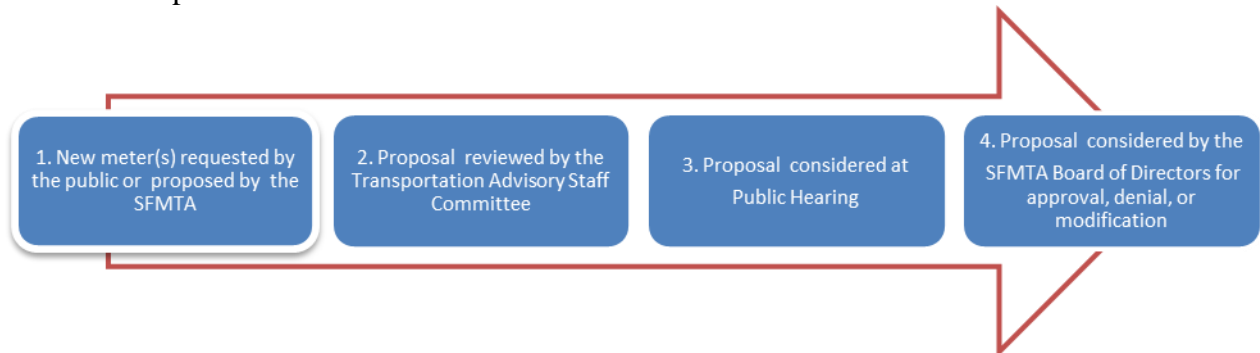 1. New meter(s) requested by
the public or proposed by the
SFMTA
2. Proposal reviewed by the
Transportation Advisory Staff
Committee
3. Proposal considered at
Public Hearing
4. Proposal considered by the
SFMTA Board of Directors for
approval, denial, or
modification